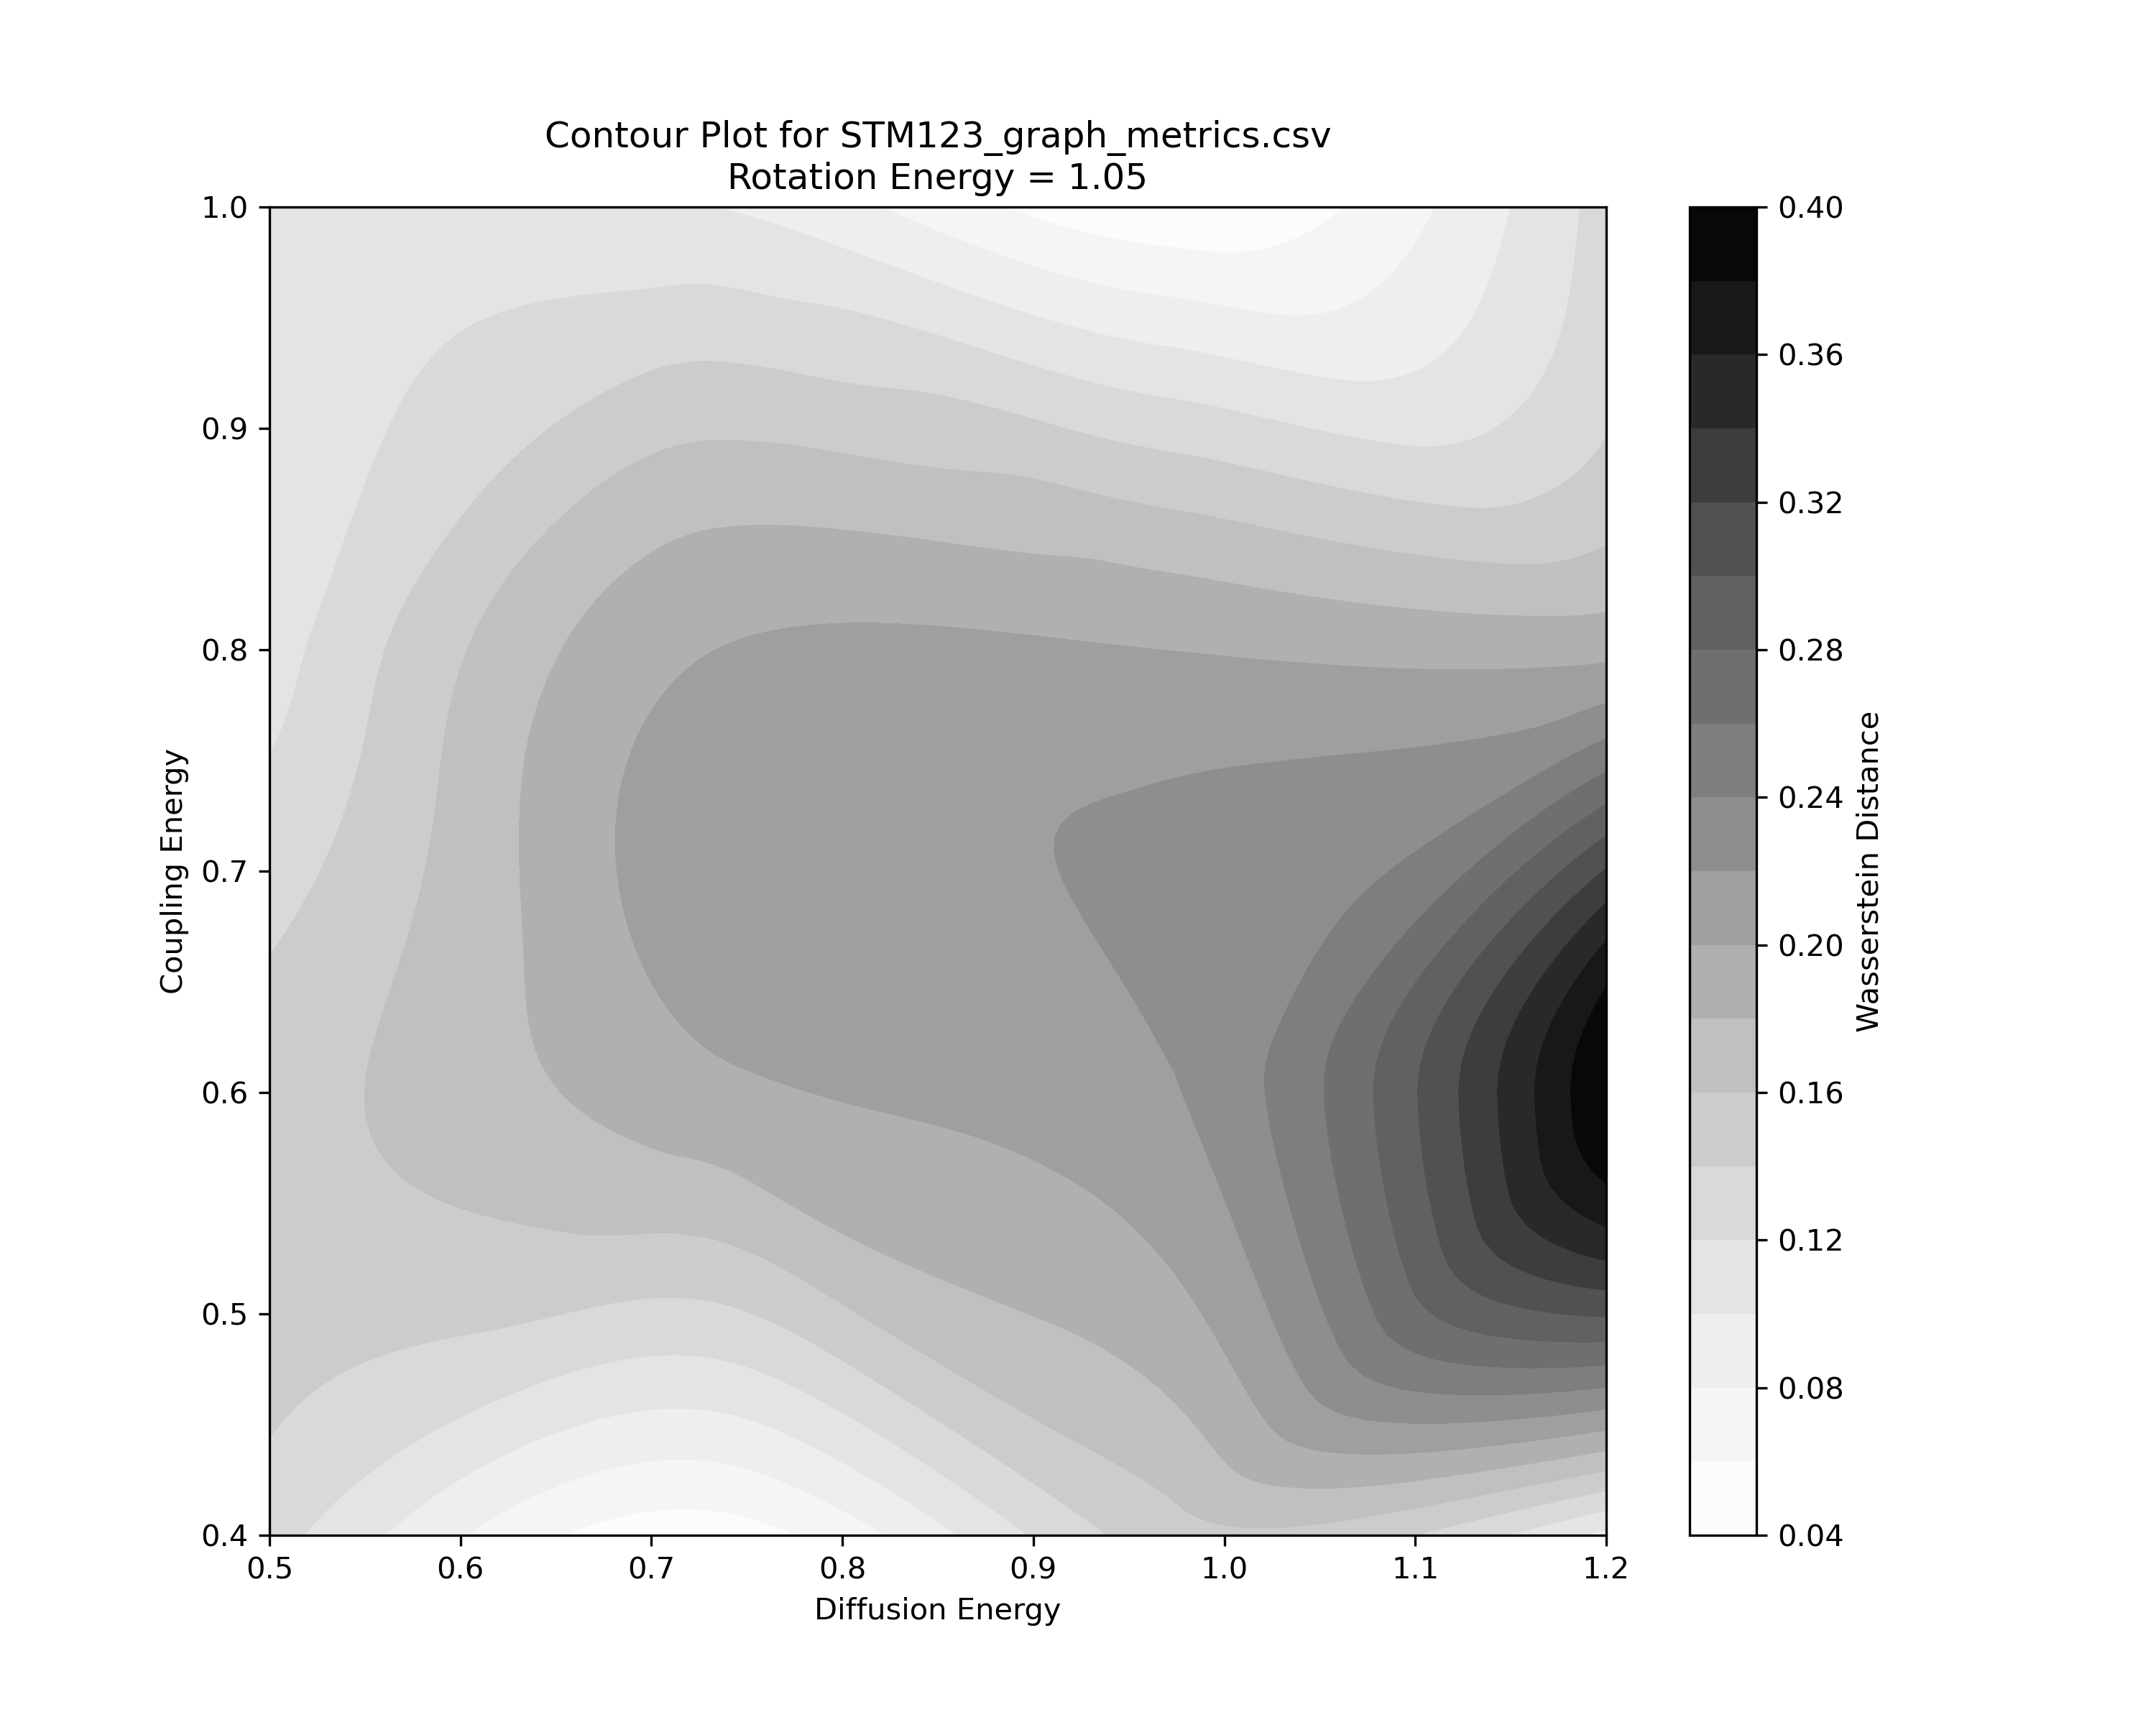 Contour Plot for STM123_graph_metrics.csv
Rotation Energy = 1.05
1.0
0.9
0.8
0.7
0.6
0.5
0.4
Coupling Energy
0.5 0.6 0.7 0.8 0.9 1.0 1.1 1.2
Diffusion Energy
0.40
0.36
0.32
0.28
0.24
0.20
0.16
0.12
0.08
0.04
Wasserstein Distance